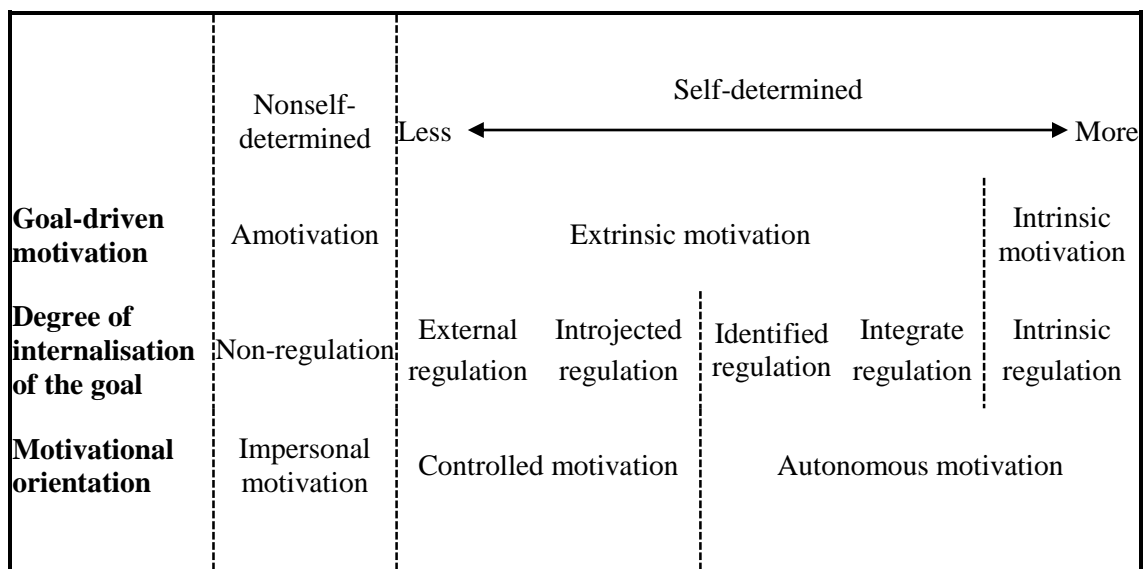 Self-determined
Nonself-
determined
Less
More
Goal-driven
motivation
Amotivation
Extrinsic motivation
Intrinsic
motivation
Degree of
internalisation
of the goal
Non-regulation
External
regulation
Introjected
regulation
Identified
regulation
Integrate
regulation
Intrinsic
regulation
Motivational
orientation
Impersonal
motivation
Controlled motivation
Autonomous motivation